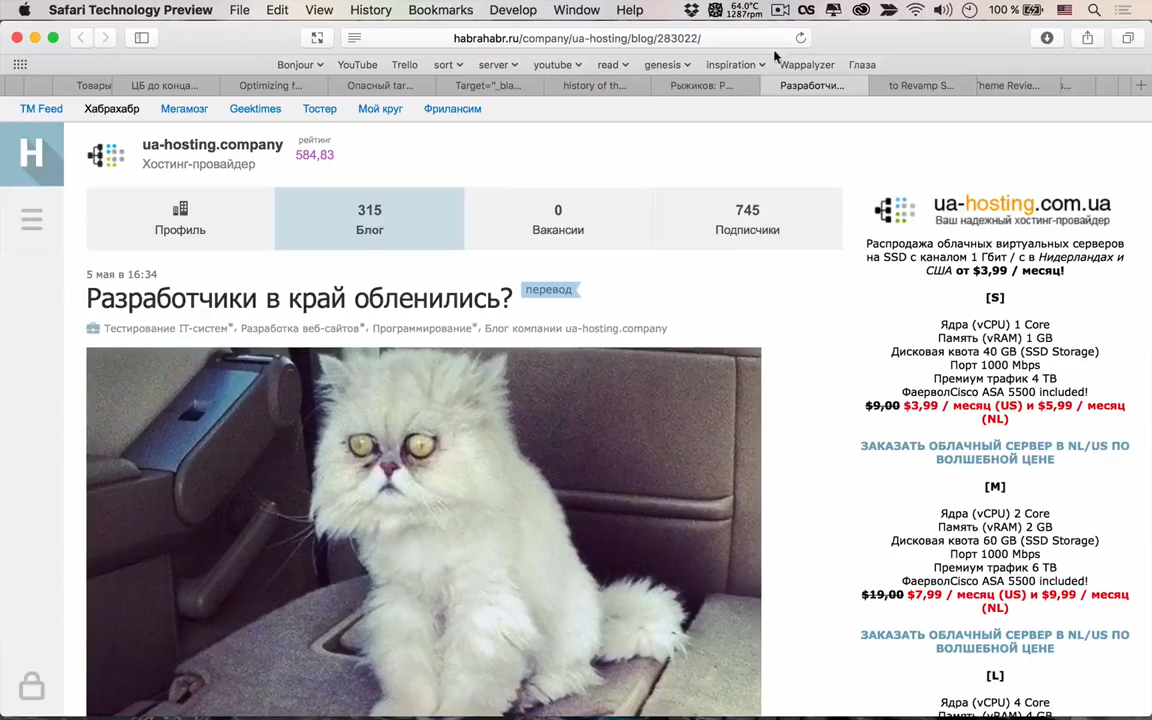 Safari Technology Preview File Edit View History Bookmarks Develop Window Help 64.0°C 1287rpm OS 100 %
habrahabr.ru/company/ua-hosting/blog/283022/
Bonjour YouTube Trello sort server youtube read genesis inspiration Wappalyzer Глаза
Товары ЦБ до конца... Optimizing f... Опасный тar... Target="_bla... history of th... Рыжиков: Р... Разработчи... to Revamp S... heme Revie...
TM Feed Хабрахабр Мегамозг Geektimes Тостер Мой круг Фрилансим
H
ua-hosting.company
Хостинг-провайдер
рейтинг
584,83
315 0 745
Профиль Блог Вакансии Подписчики
5 мая в 16:34
Разработчики в край обленились? перевод
Тестирование IT-систем*, Разработка веб-сайтов*, Программирование*, Блог компании ua-hosting.company
ua-hosting.com.ua
Ваш надежный хостинг-провайдер
Распродажа облачных виртуальных серверов
на SSD с каналом 1 Гбит / с в Нидерландах и
США от $3,99 / месяц!
[S]
Ядра (vCPU) 1 Core
Память (vRAM) 1 GB
Дисковая квота 40 GB (SSD Storage)
Порт 1000 Mbps
Премиум трафик 4 TB
ФаерволCisco ASA 5500 included!
$9,00 $3,99 / месяц (US) и $5,99 / месяц
(NL)
ЗАКАЗАТЬ ОБЛАЧНЫЙ СЕРВЕР В NL/US ПО
ВОЛШЕБНОЙ ЦЕНЕ
[M]
Ядра (vCPU) 2 Core
Память (vRAM) 2 GB
Дисковая квота 60 GB (SSD Storage)
Порт 1000 Mbps
Премиум трафик 6 TB
ФаерволCisco ASA 5500 included!
$19,00 $7,99 / месяц (US) и $9,99 / месяц
(NL)
ЗАКАЗАТЬ ОБЛАЧНЫЙ СЕРВЕР В NL/US ПО
ВОЛШЕБНОЙ ЦЕНЕ
[L]
Ядра (vCPU) 4 Core
Память (vRAM) 4 GB